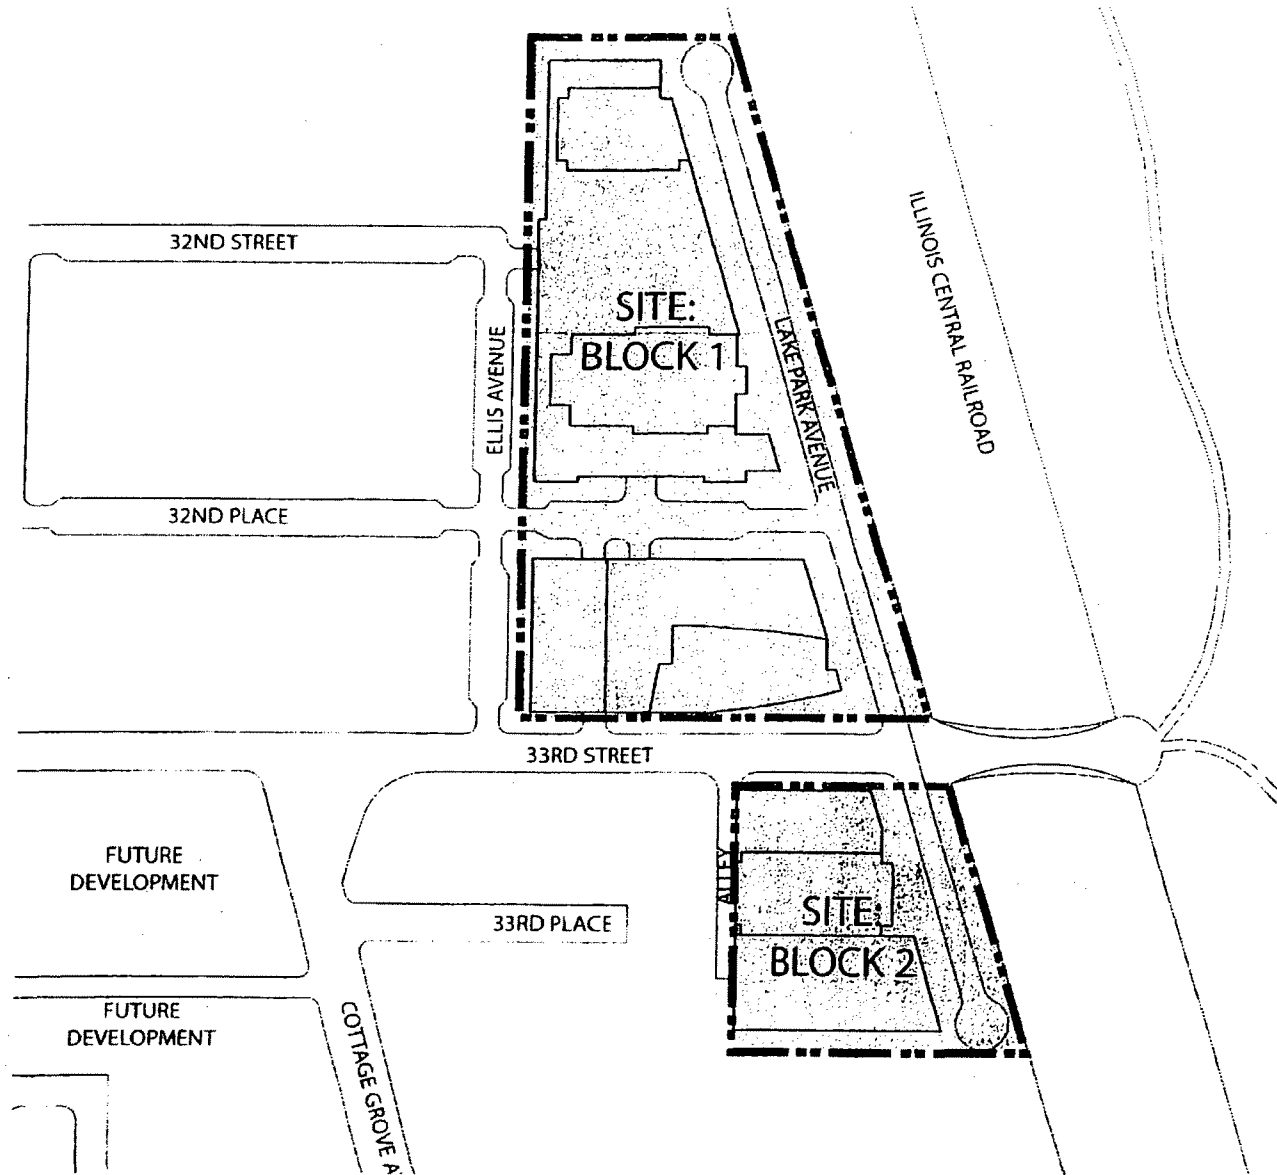 32ND STREET
ILLINOIS CENTRAL RAILROAD
SITE:
BLOCK 1
ELLIS AVENUE
LAKE PARK AVENUE
32ND PLACE
33RD STREET
FUTURE
DEVELOPMENT
ALLEY
33RD PLACE
SITE:
BLOCK 2
FUTURE
DEVELOPMENT
COTTAGE GROVE